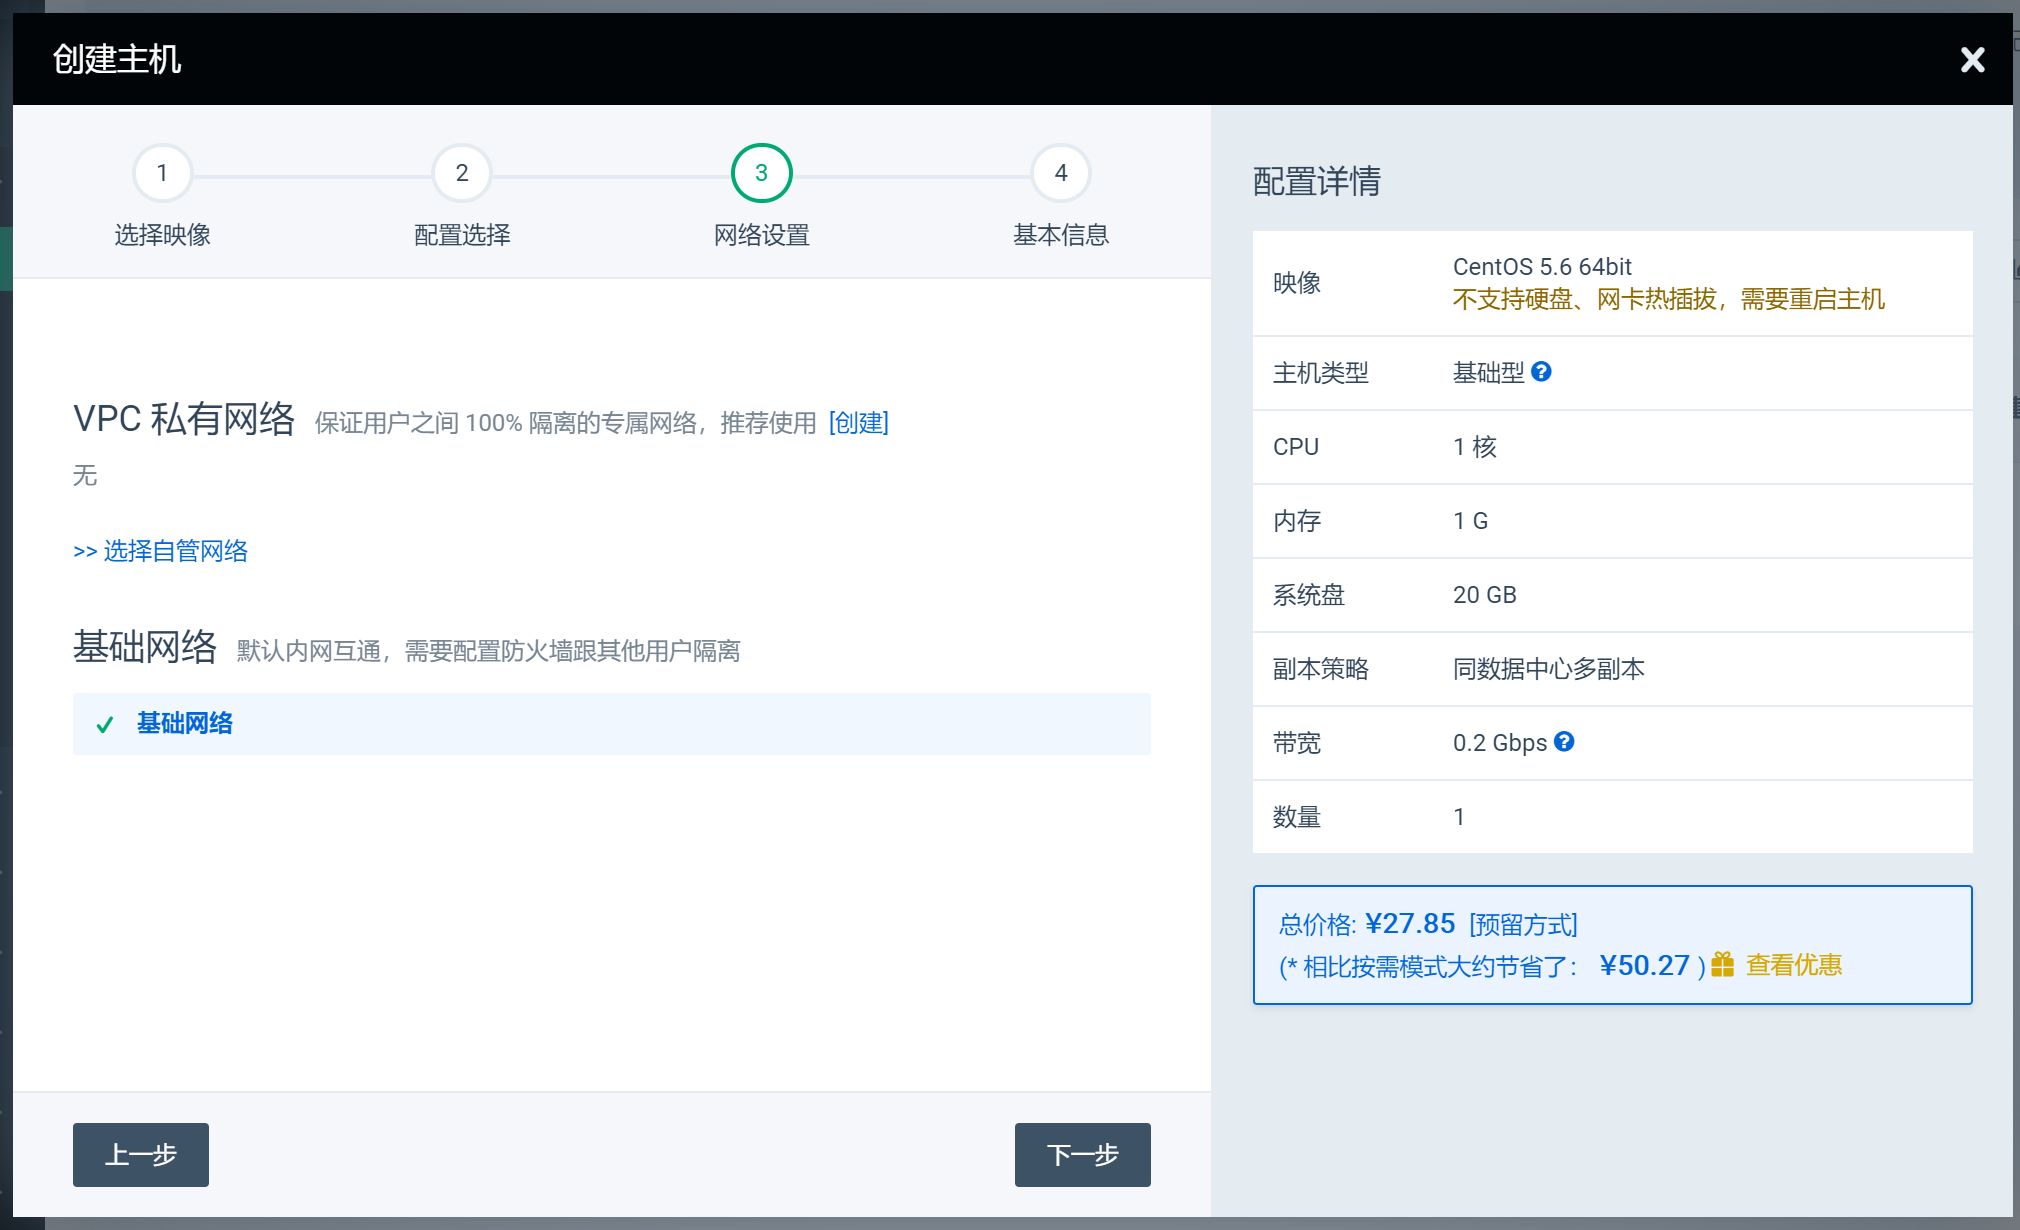 创建主机
1
2
3
4
选择映像
配置选择
网络设置
基本信息
VPC 私有网络 保证用户之间 100% 隔离的专属网络，推荐使用 [创建]
无
>> 选择自管网络
基础网络 默认内网互通，需要配置防火墙跟其他用户隔离
基础网络
上一步
下一步
配置详情
映像 CentOS 5.6 64bit
不支持硬盘、网卡热插拔，需要重启主机
主机类型 基础型
CPU 1 核
内存 1 G
系统盘 20 GB
副本策略 同数据中心多副本
带宽 0.2 Gbps
数量 1
总价格: ¥27.85 [预留方式]
(* 相比按需模式大约节省了： ¥50.27 ) 查看优惠